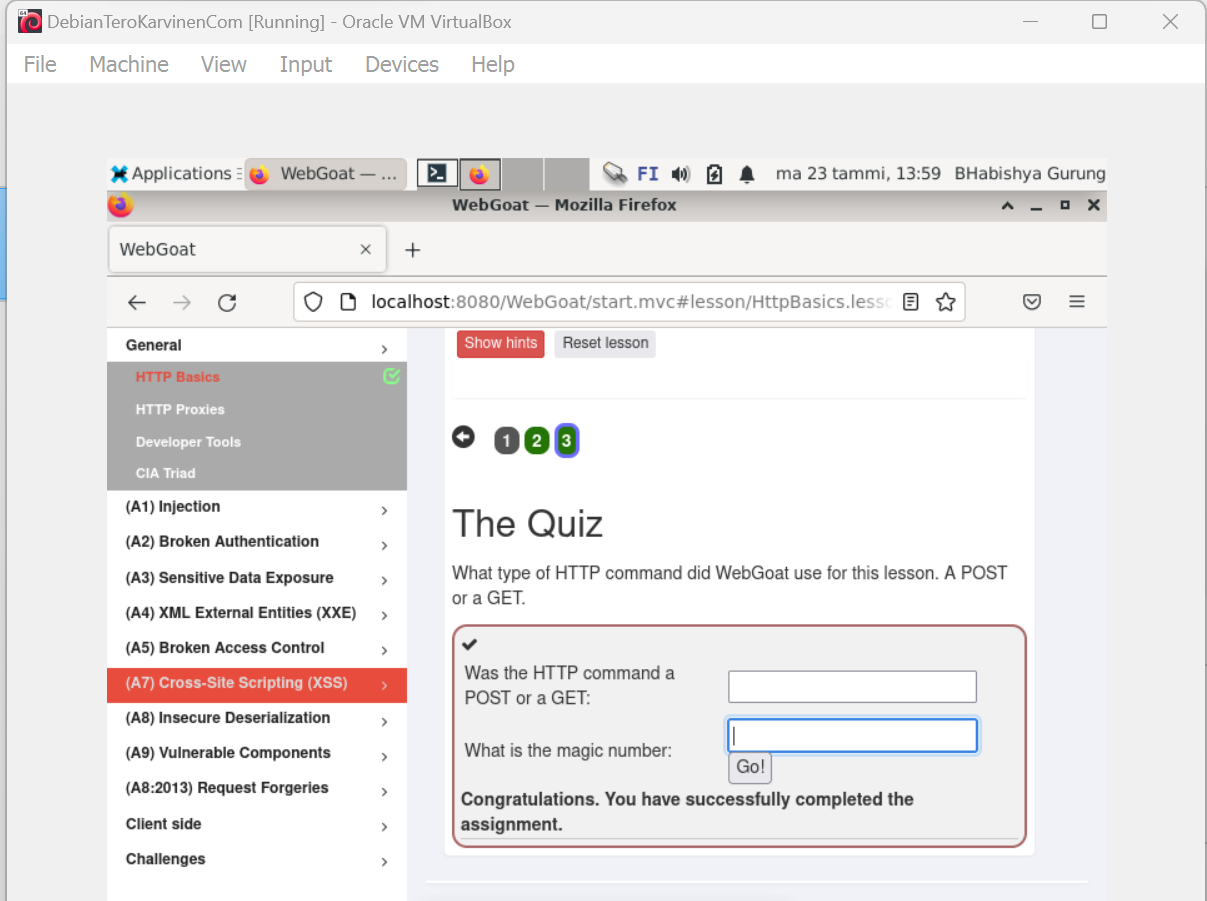 DebianTeroKarvinenCom [Running] - Oracle VM VirtualBox
File Machine View Input Devices Help
Applications WebGoat — ... FI ma 23 tammi, 13:59 BHabishya Gurung
WebGoat — Mozilla Firefox
WebGoat
localhost:8080/WebGoat/start.mvc#lesson/HttpBasics.lesso
General
HTTP Basics
HTTP Proxies
Developer Tools
CIA Triad
(A1) Injection
(A2) Broken Authentication
(A3) Sensitive Data Exposure
(A4) XML External Entities (XXE)
(A5) Broken Access Control
(A7) Cross-Site Scripting (XSS)
(A8) Insecure Deserialization
(A9) Vulnerable Components
(A8:2013) Request Forgeries
Client side
Challenges
Show hints Reset lesson
1 2 3
The Quiz
What type of HTTP command did WebGoat use for this lesson. A POST
or a GET.
Was the HTTP command a
POST or a GET:
What is the magic number:
Go!
Congratulations. You have successfully completed the
assignment.